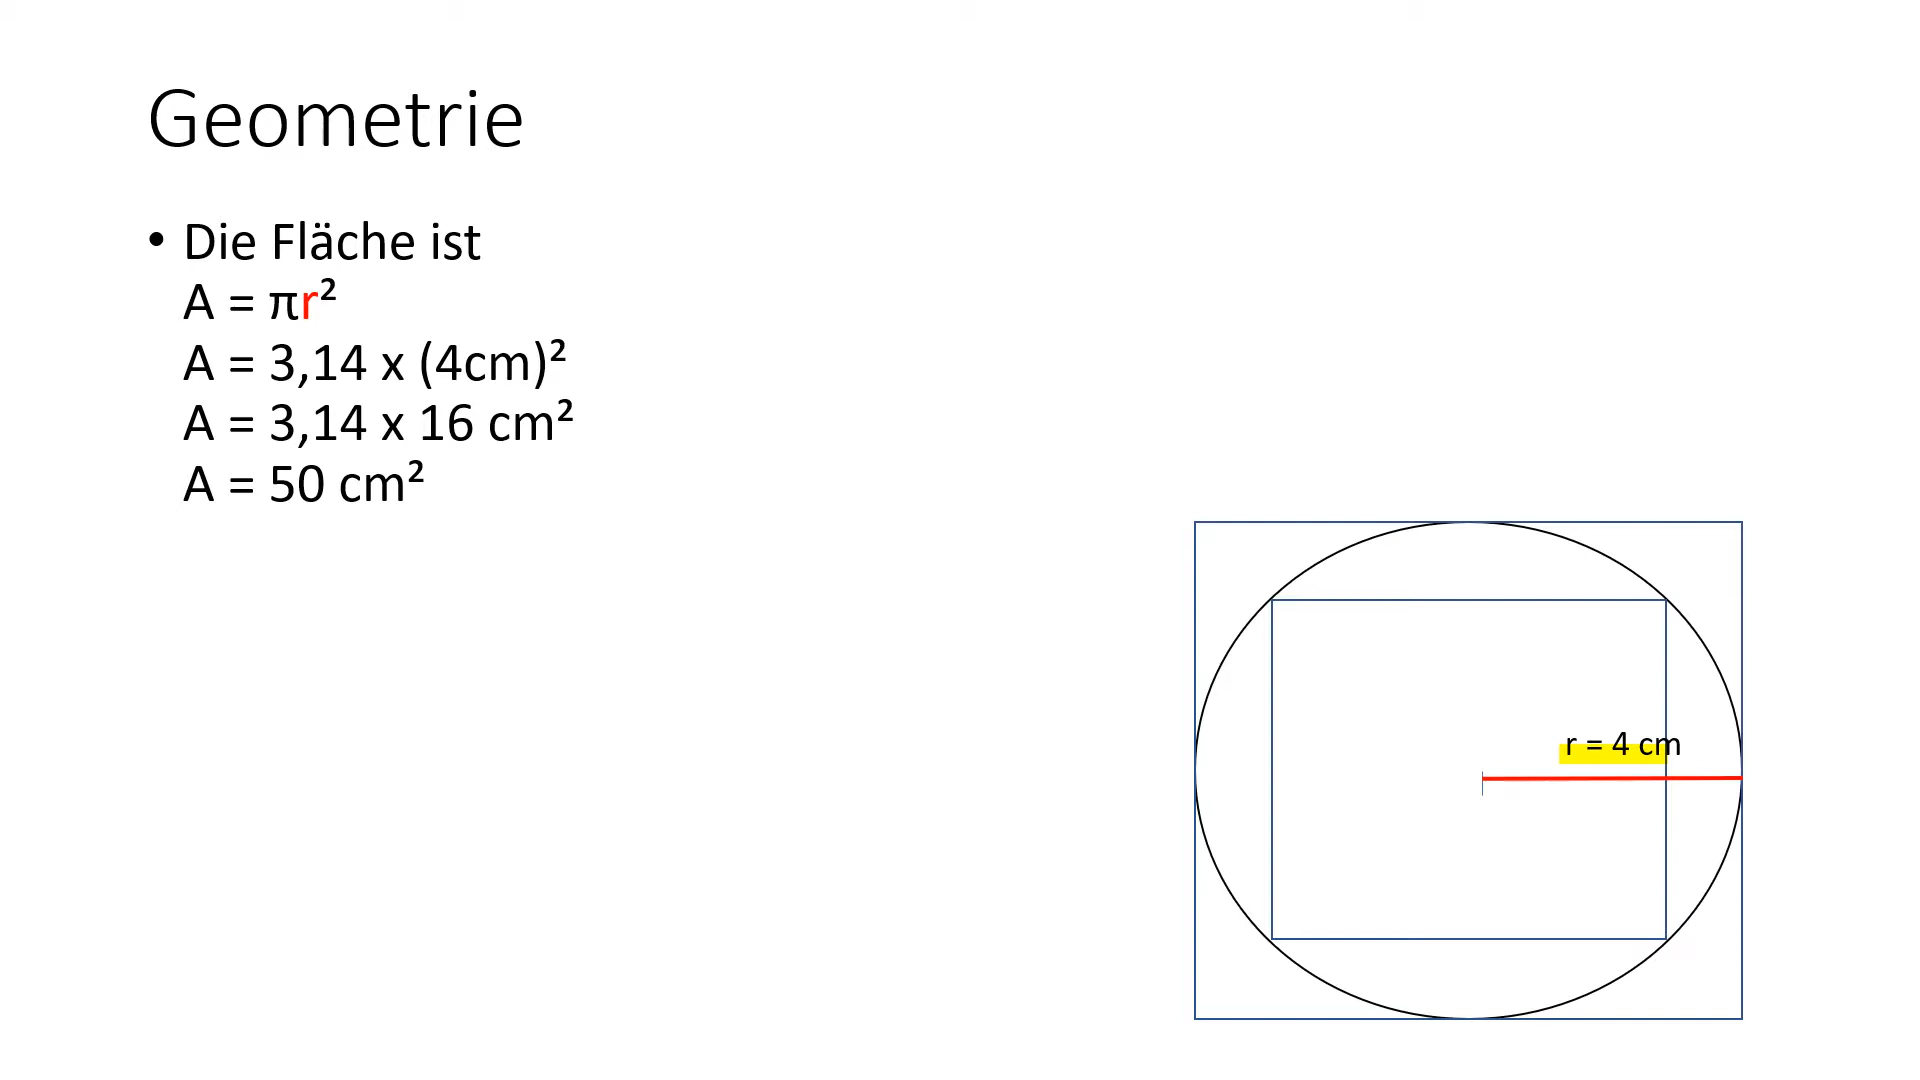 Geometrie
• Die Fläche ist
A = πr²
A = 3,14 x (4cm)²
A = 3,14 x 16 cm²
A = 50 cm²
r = 4 cm